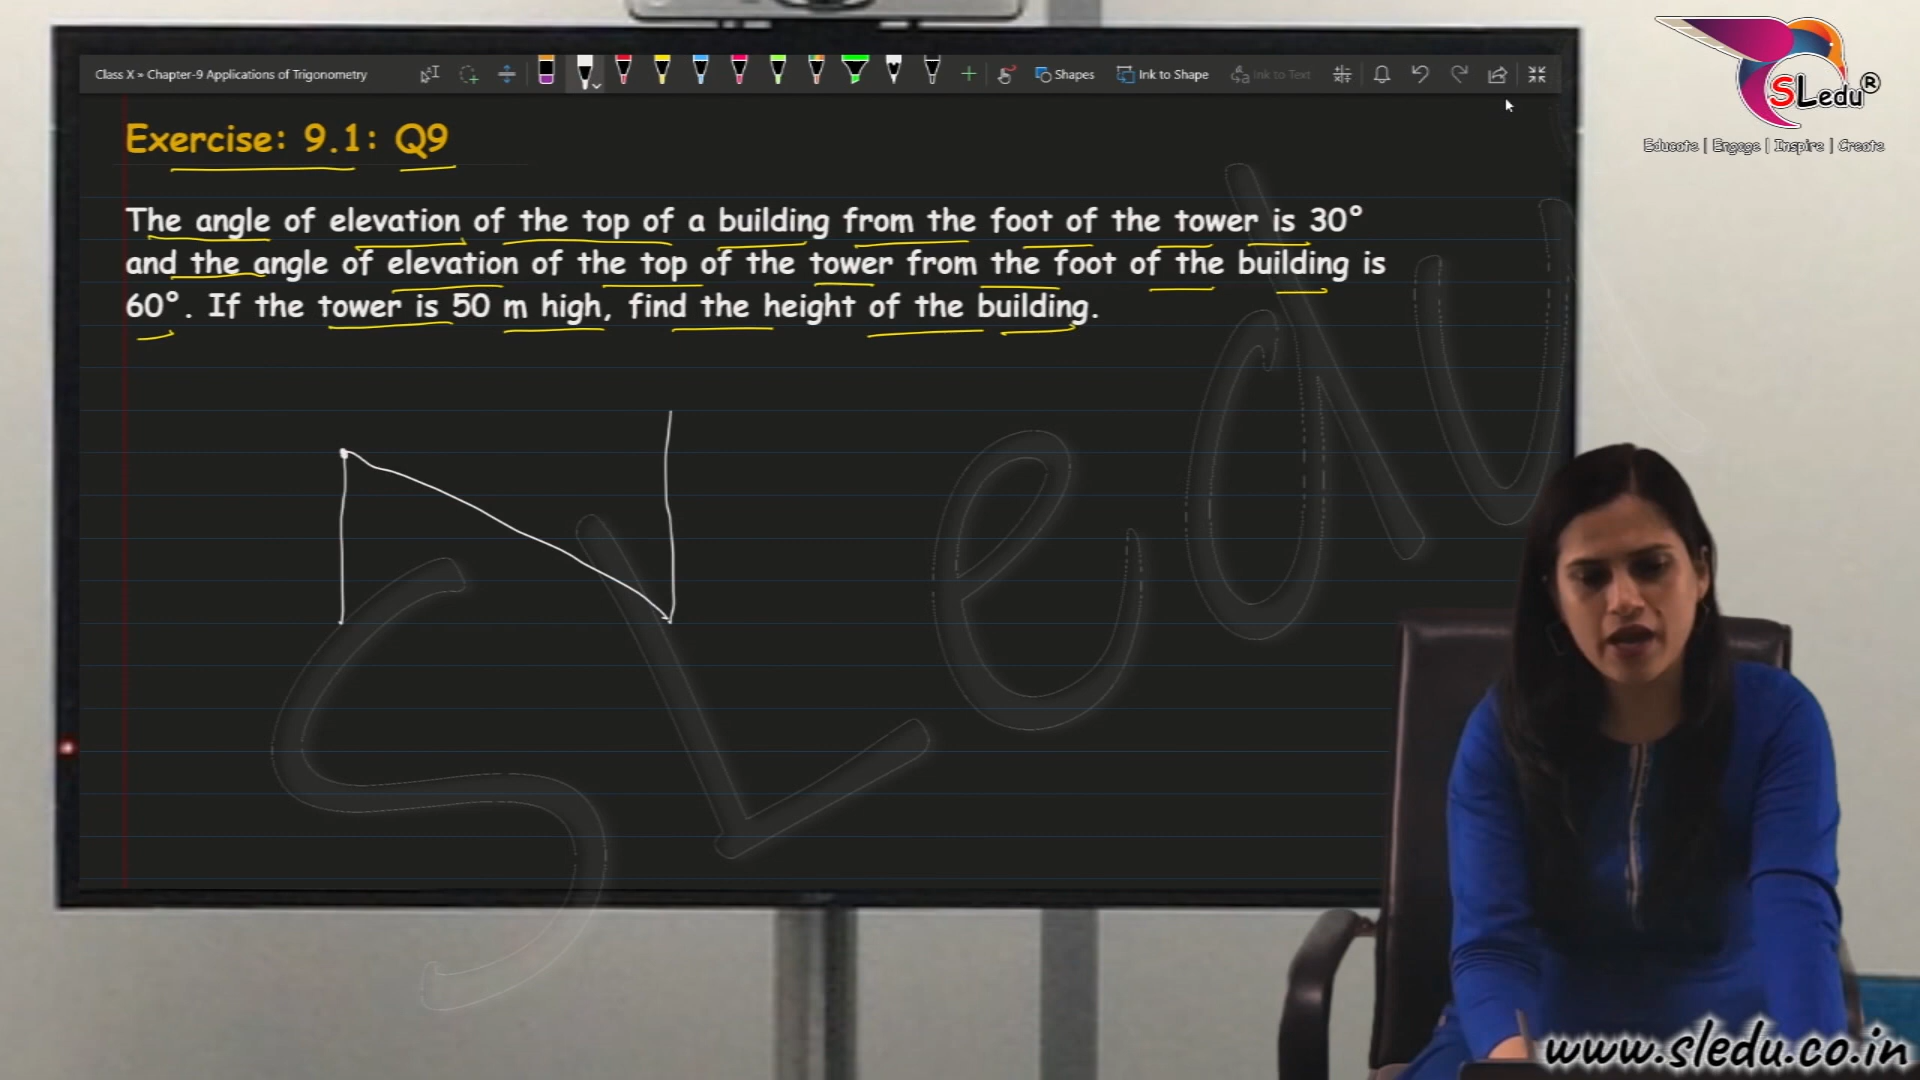 Class X » Chapter-9 Applications of Trigonometry
Shapes
Ink to Shape
Ink to Text
SLedu®
Educate | Engage | Inspire | Create
Exercise: 9.1: Q9
The angle of elevation of the top of a building from the foot of the tower is 30°
and the angle of elevation of the top of the tower from the foot of the building is
60°. If the tower is 50 m high, find the height of the building.
SLedu
www.sledu.co.in